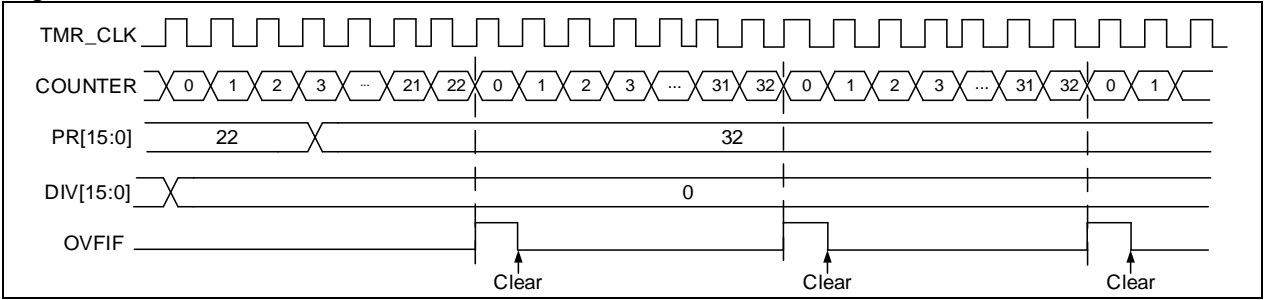 TMR_CLK
COUNTER 0 1 2 3 ... 21 22 0 1 2 3 ... 31 32 0 1 2 3 ... 31 32 0 1
PR[15:0] 22 32
DIV[15:0] 0
OVFIF
Clear Clear Clear